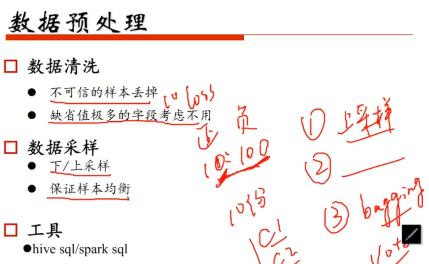 数据预处理
数据清洗
不可信的样本丢掉
缺省值极多的字段考虑不用
数据采样
下/上采样
保证样本均衡
工具
hive sql/spark sql
正 负
10:100
10份
C1
C2
① 上采样
②
③ bagging
vote